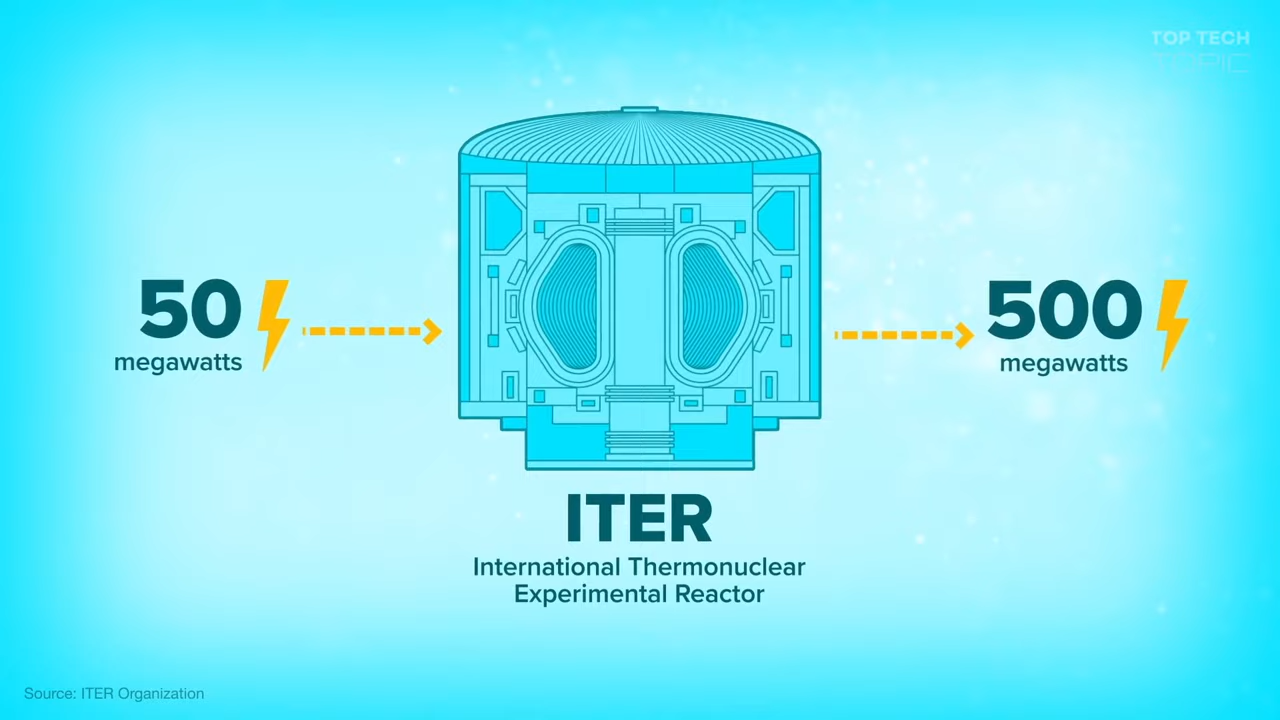 TOP TECH
TOPIC
50
megawatts
500
megawatts
ITER
International Thermonuclear
Experimental Reactor
Source: ITER Organization